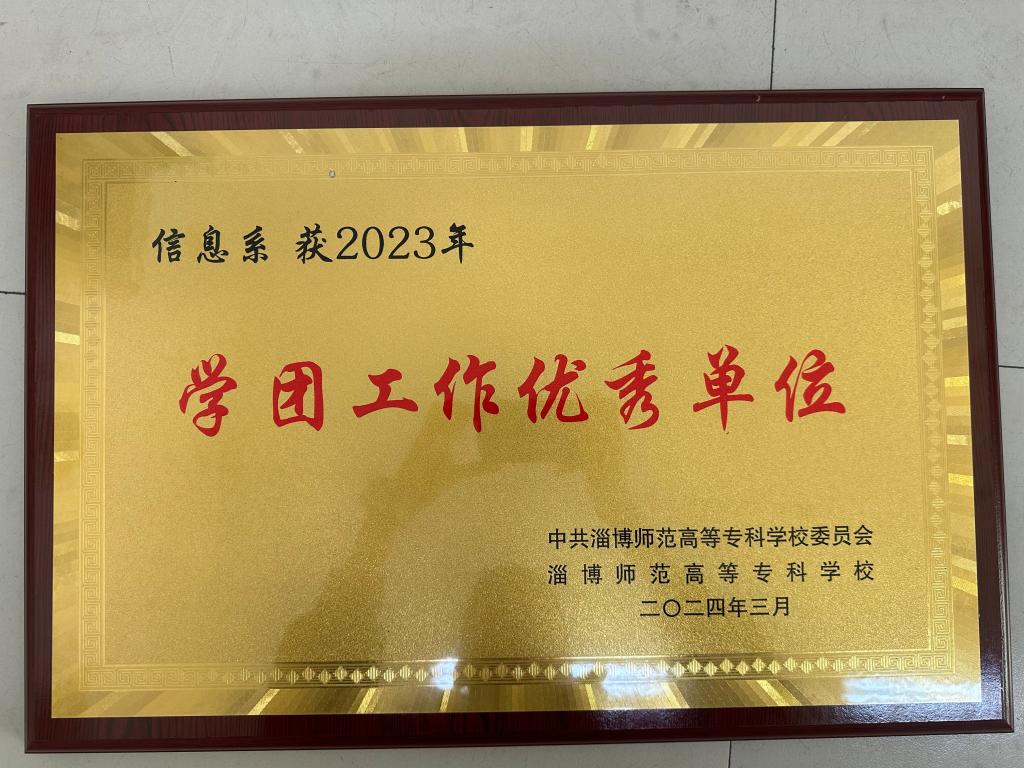 信息系 获2023年
学团工作优秀单位
中共淄博师范高等专科学校委员会
淄博师范高等专科学校
二〇二四年三月